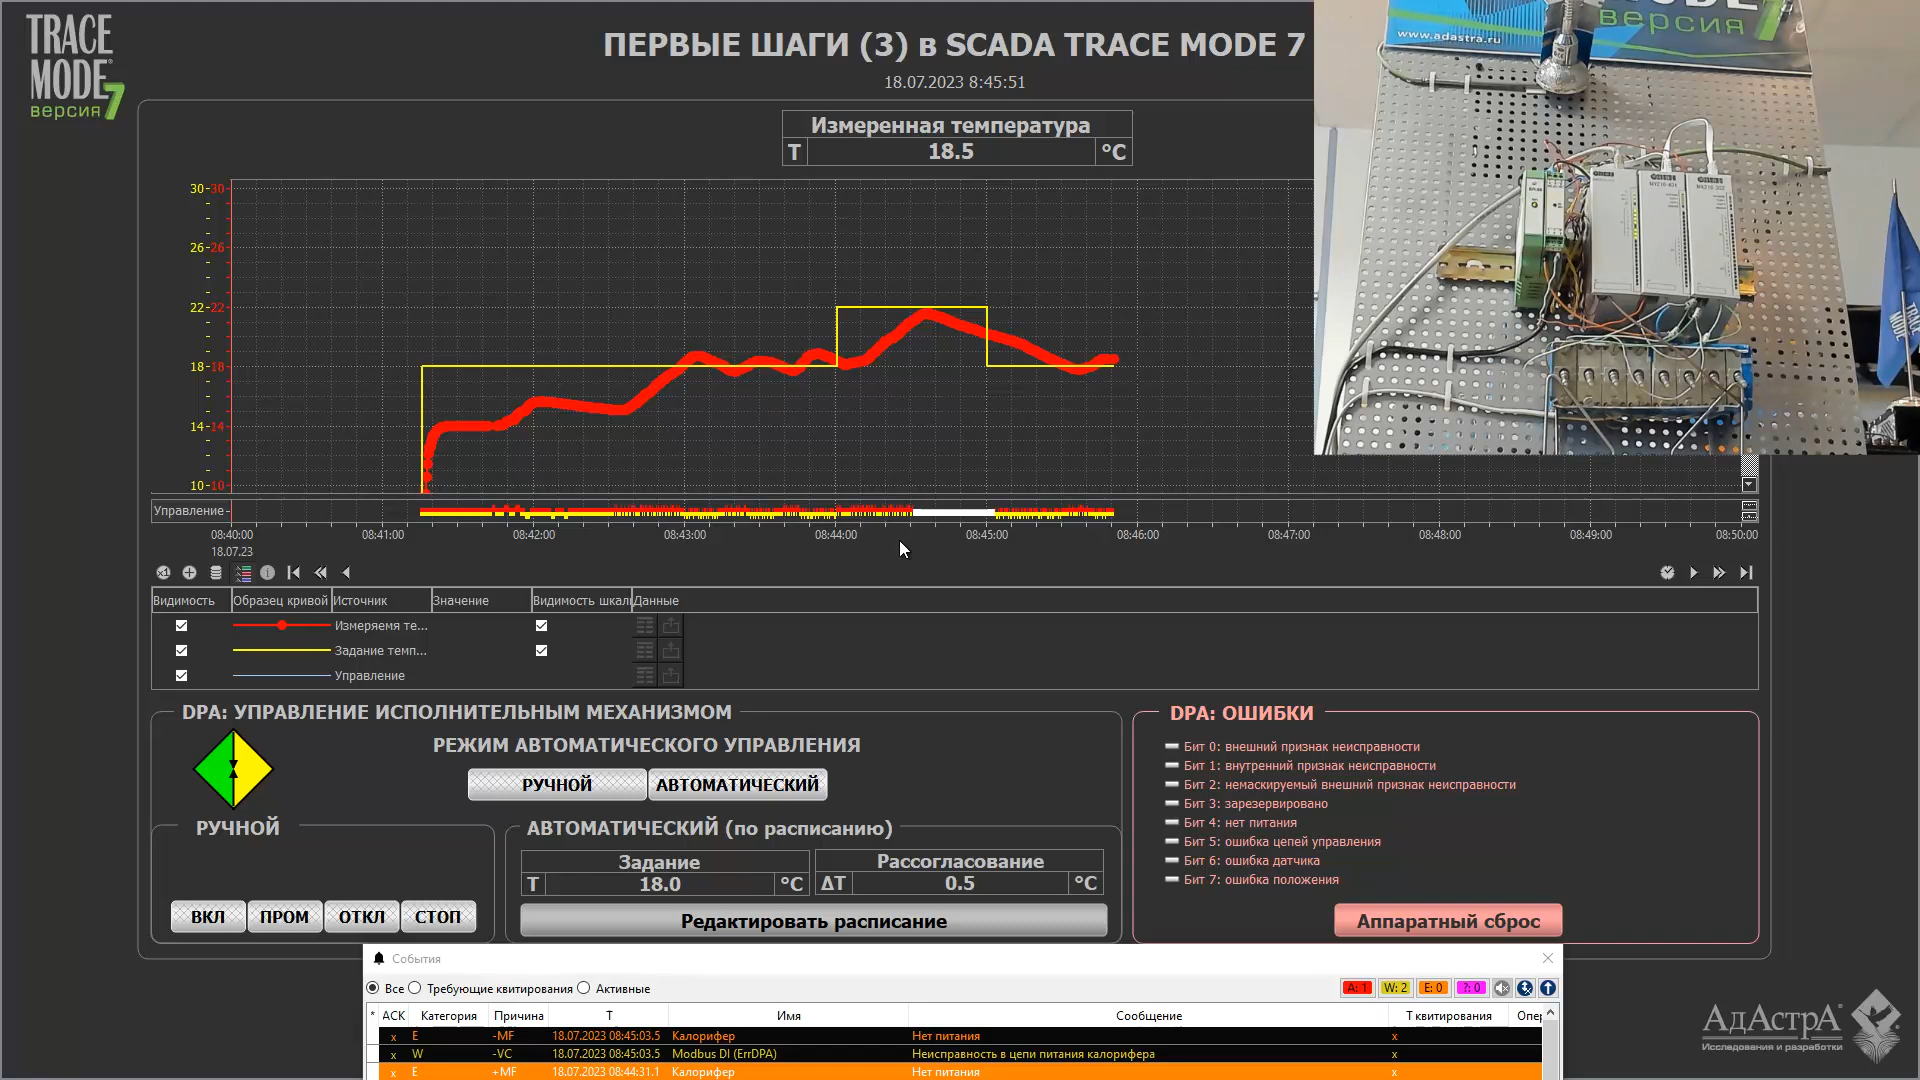 TRACE
MODE
версия 7
ПЕРВЫЕ ШАГИ (3) в SCADA TRACE MODE 7
18.07.2023 8:45:51
www.adastra.ru
версия 7
Измеренная температура
T 18.5 °C
30 30
26 26
22 22
18 18
14 14
10 10
Управление
08:40:00 08:41:00 08:42:00 08:43:00 08:44:00 08:45:00 08:46:00 08:47:00 08:48:00 08:49:00 08:50:00
18.07.23
Видимость Образец кривой Источник Значение Видимость шкал Данные
Измеряемя те...
Задание темп...
Управление
DPA: УПРАВЛЕНИЕ ИСПОЛНИТЕЛЬНЫМ МЕХАНИЗМОМ
РЕЖИМ АВТОМАТИЧЕСКОГО УПРАВЛЕНИЯ
РУЧНОЙ АВТОМАТИЧЕСКИЙ
РУЧНОЙ
ВКЛ ПРОМ ОТКЛ СТОП
АВТОМАТИЧЕСКИЙ (по расписанию)
Задание Рассогласование
T 18.0 °C ΔT 0.5 °C
Редактировать расписание
DPA: ОШИБКИ
Бит 0: внешний признак неисправности
Бит 1: внутренний признак неисправности
Бит 2: немаскируемый внешний признак неисправности
Бит 3: зарезервировано
Бит 4: нет питания
Бит 5: ошибка цепей управления
Бит 6: ошибка датчика
Бит 7: ошибка положения
Аппаратный сброс
События
Все Требующие квитирования Активные A: 1 W: 2 E: 0 ?: 0
* ACK Категория Причина T Имя Сообщение T квитирования Опер
x E -MF 18.07.2023 08:45:03.5 Калорифер Нет питания x
x W -VC 18.07.2023 08:45:03.5 Modbus DI (ErrDPA) Неисправность в цепи питания калорифера x
x E +MF 18.07.2023 08:44:31.1 Калорифер Нет питания x
АдАстрА
Исследования и разработки